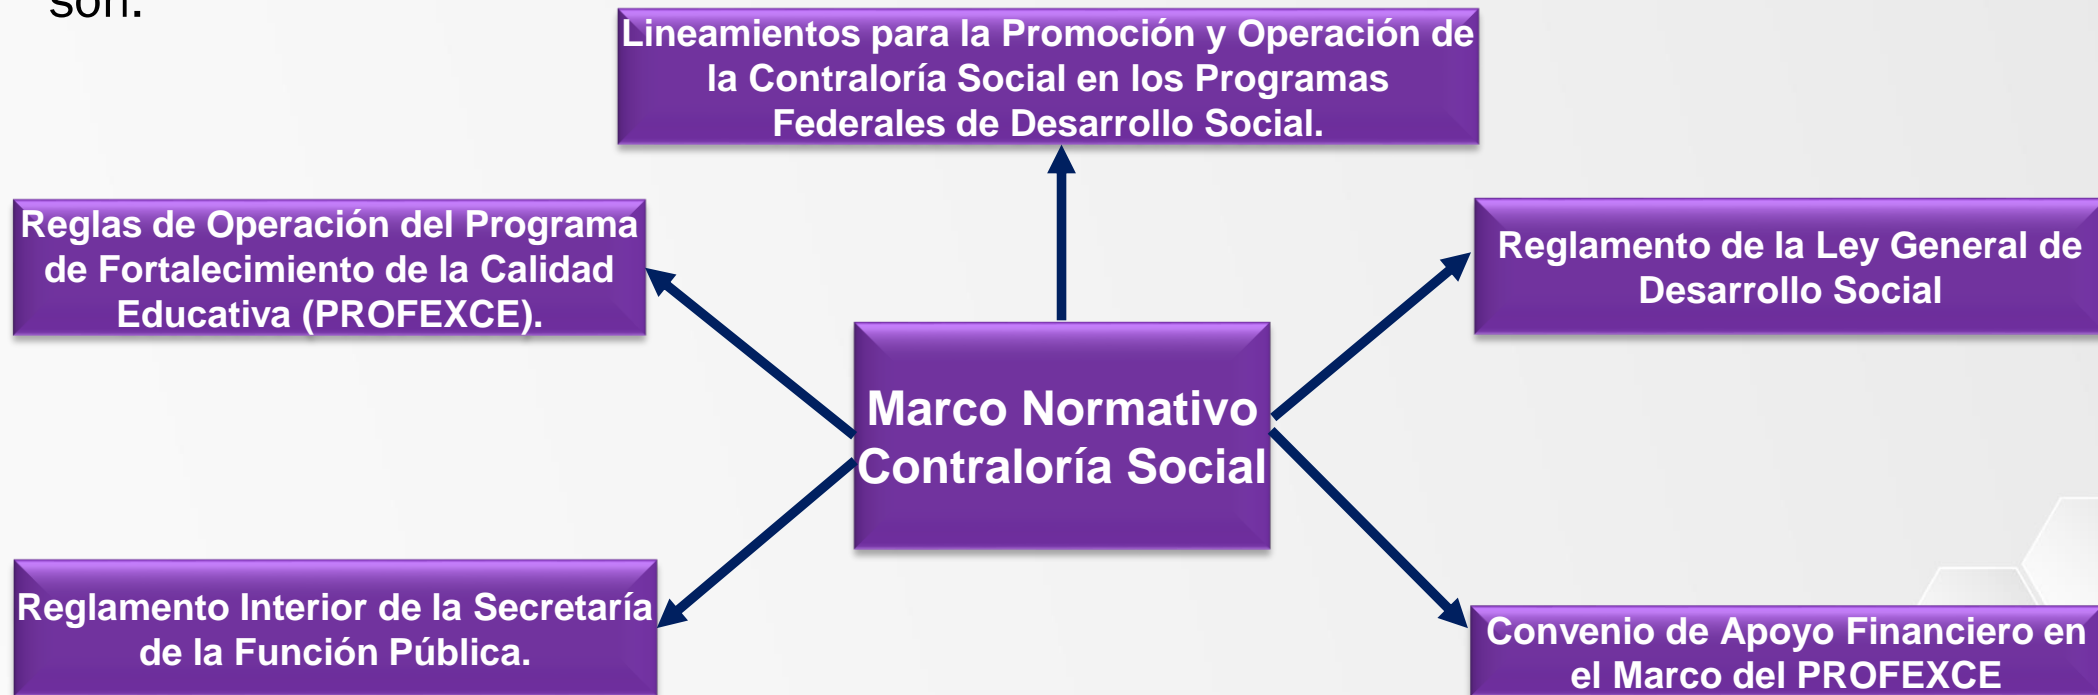 son:
Lineamientos para la Promoción y Operación de
la Contraloría Social en los Programas
Federales de Desarrollo Social.
Reglas de Operación del Programa
de Fortalecimiento de la Calidad
Educativa (PROFEXCE).
Reglamento de la Ley General de
Desarrollo Social
Marco Normativo
Contraloría Social
Reglamento Interior de la Secretaría
de la Función Pública.
Convenio de Apoyo Financiero en
el Marco del PROFEXCE